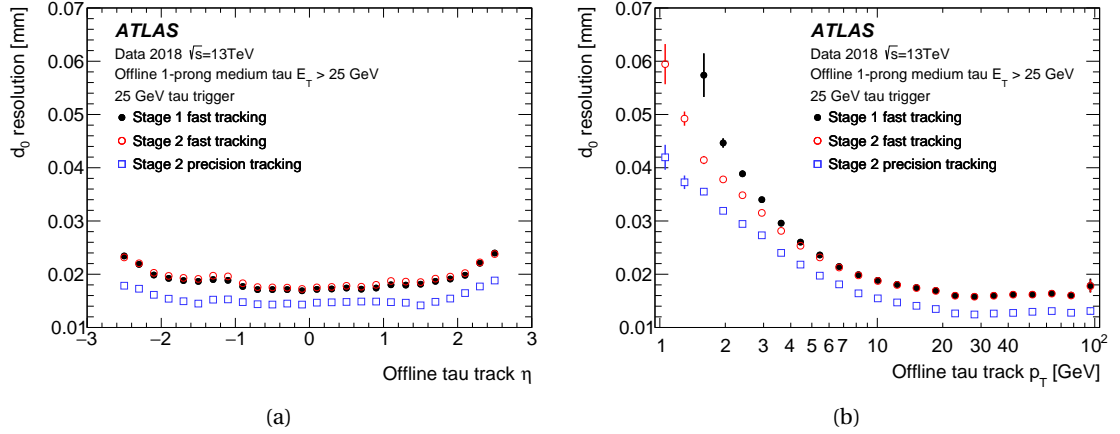 ATLAS
Data 2018 √s=13TeV
Offline 1-prong medium tau E_T > 25 GeV
25 GeV tau trigger
Stage 1 fast tracking
Stage 2 fast tracking
Stage 2 precision tracking
d_0 resolution [mm]
0.07
0.06
0.05
0.04
0.03
0.02
0.01
−3 −2 −1 0 1 2 3
Offline tau track η
(a)
ATLAS
Data 2018 √s=13TeV
Offline 1-prong medium tau E_T > 25 GeV
25 GeV tau trigger
Stage 1 fast tracking
Stage 2 fast tracking
Stage 2 precision tracking
d_0 resolution [mm]
0.07
0.06
0.05
0.04
0.03
0.02
0.01
1 2 3 4 5 6 7 10 20 30 40 10²
Offline tau track p_T [GeV]
(b)